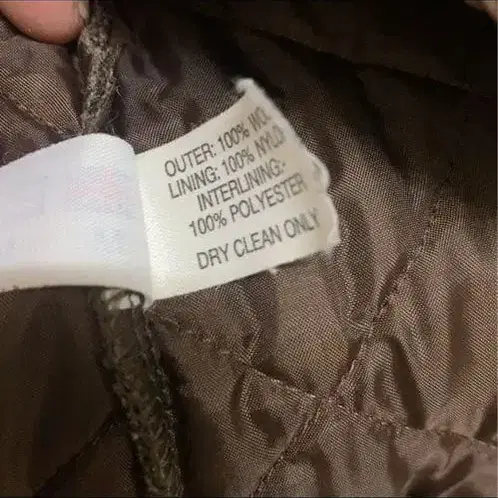 OUTER: 100% WO
LINING: 100% NYLO
INTERLINING:
100% POLYESTER
DRY CLEAN ONLY